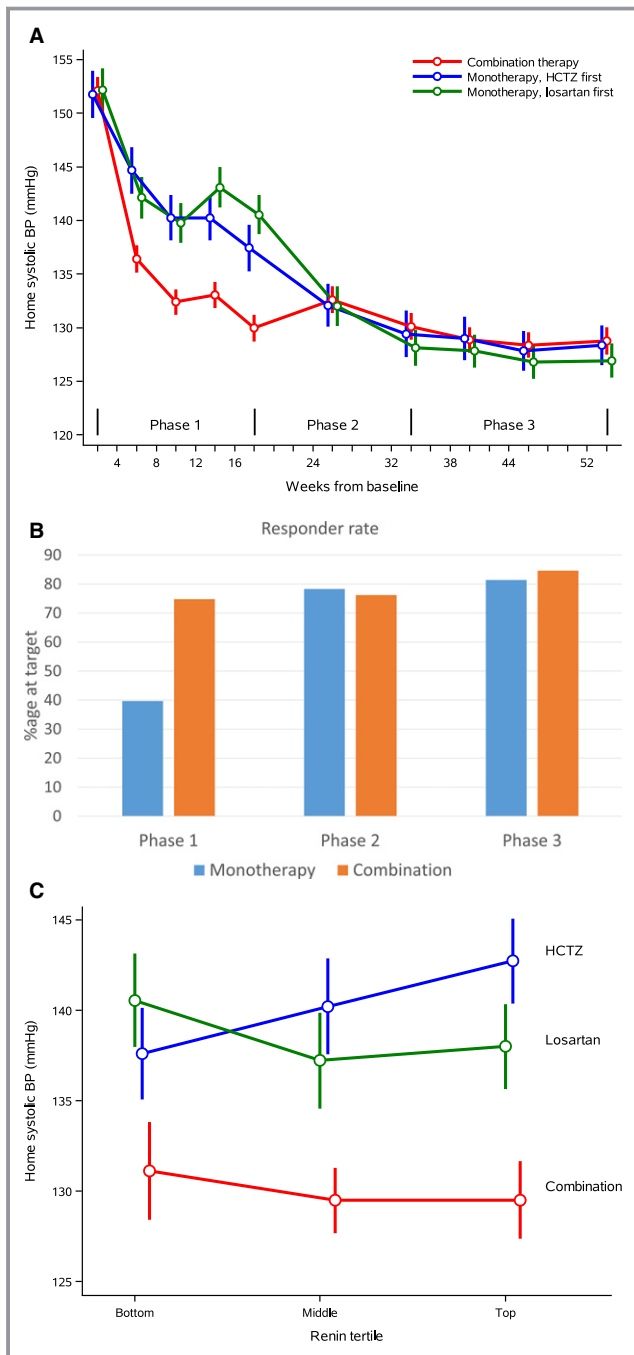 A
155
150
145
140
135
130
125
120
Home systolic BP (mmHg)
Combination therapy
Monotherapy, HCTZ first
Monotherapy, losartan first
Phase 1 Phase 2 Phase 3
4 8 12 16 26 32 38 44 52
Weeks from baseline
B
Responder rate
90
80
70
60
50
40
30
20
10
0
%age at target
Phase 1 Phase 2 Phase 3
Monotherapy Combination
C
145
140
135
130
125
Home systolic BP (mmHg)
HCTZ
Losartan
Combination
Bottom Middle Top
Renin tertile